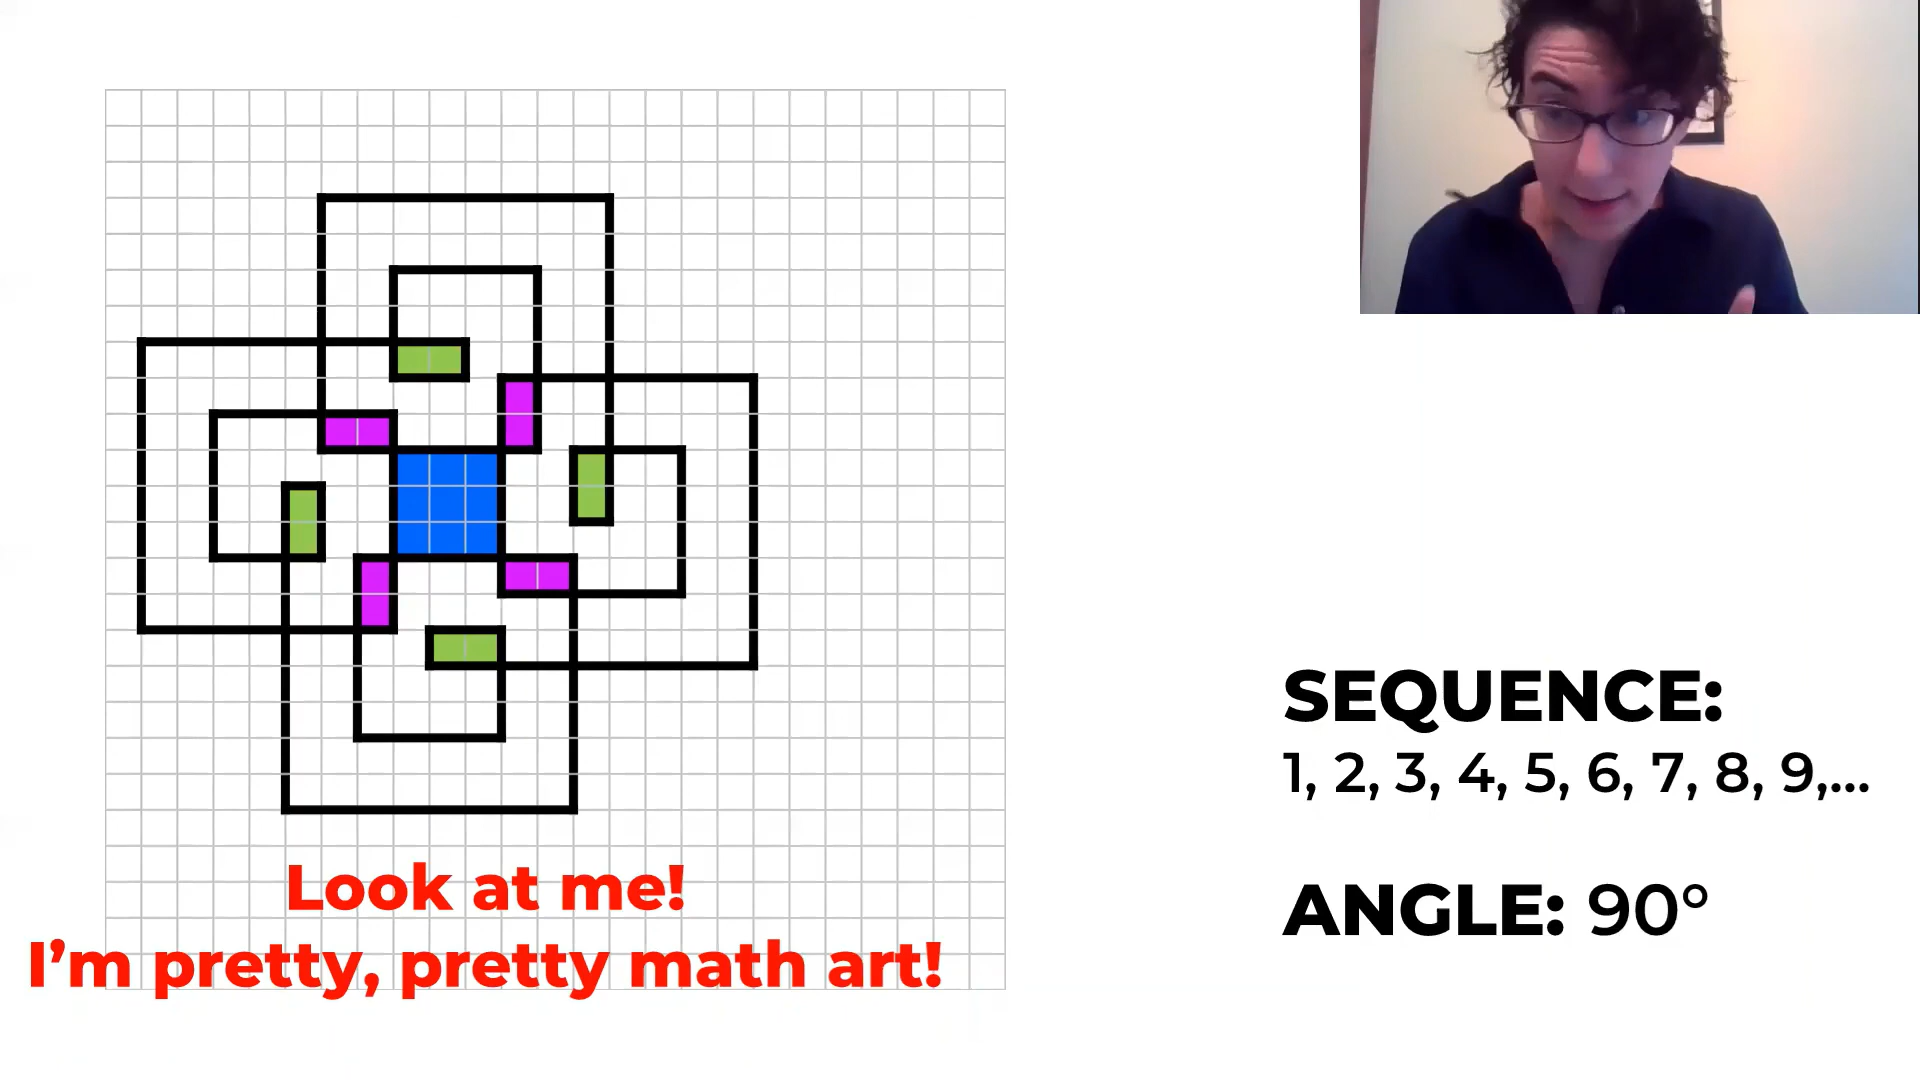 Look at me!
I’m pretty, pretty math art!
SEQUENCE:
1, 2, 3, 4, 5, 6, 7, 8, 9,...
ANGLE: 90°